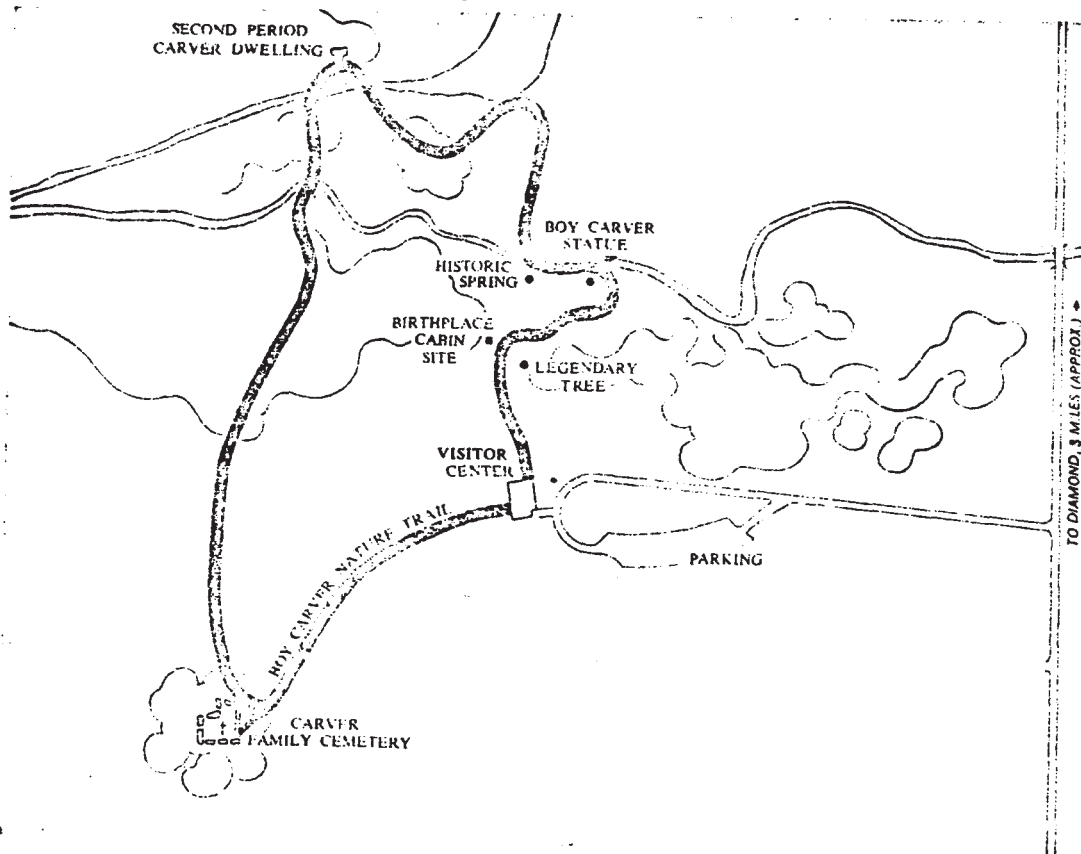 SECOND PERIOD
CARVER DWELLING
BOY CARVER
STATUE
HISTORIC
SPRING
BIRTHPLACE
CABIN
SITE
LEGENDARY
TREE
VISITOR
CENTER
PARKING
BOY CARVER NATURE TRAIL
CARVER
FAMILY CEMETERY
TO DIAMOND, 3 MILES (APPROX.)